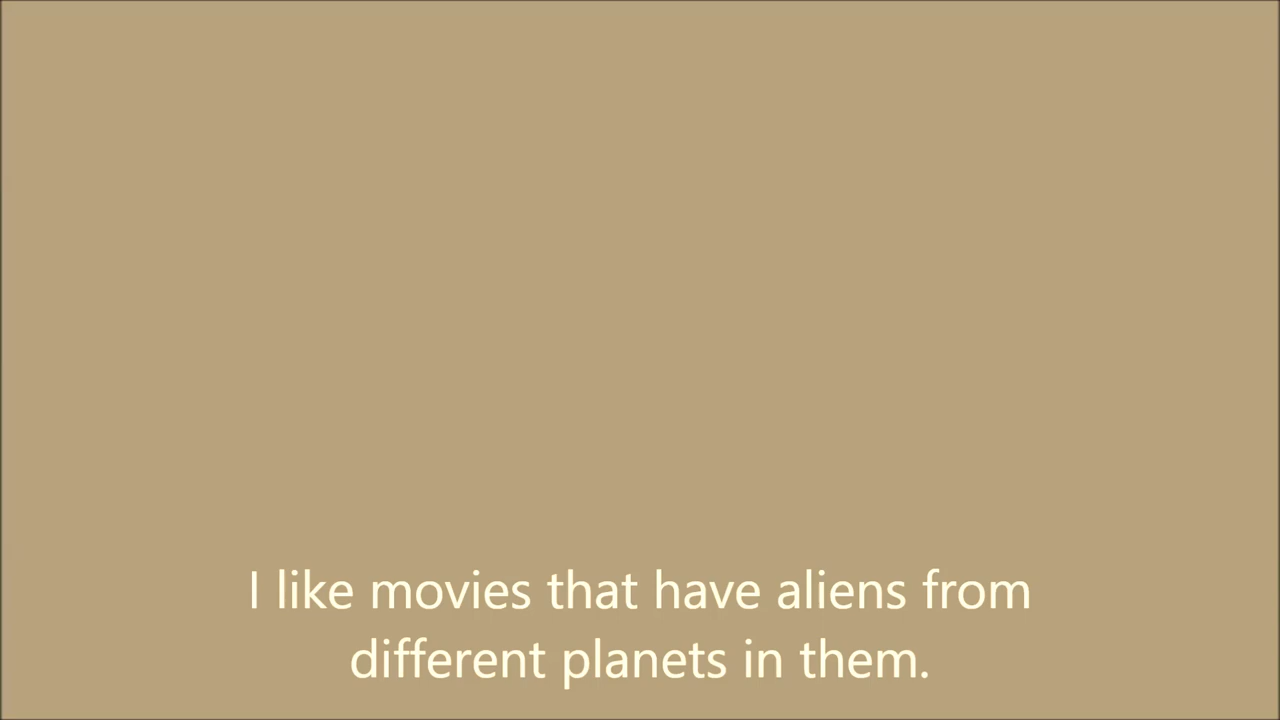 I like movies that have aliens from
different planets in them.